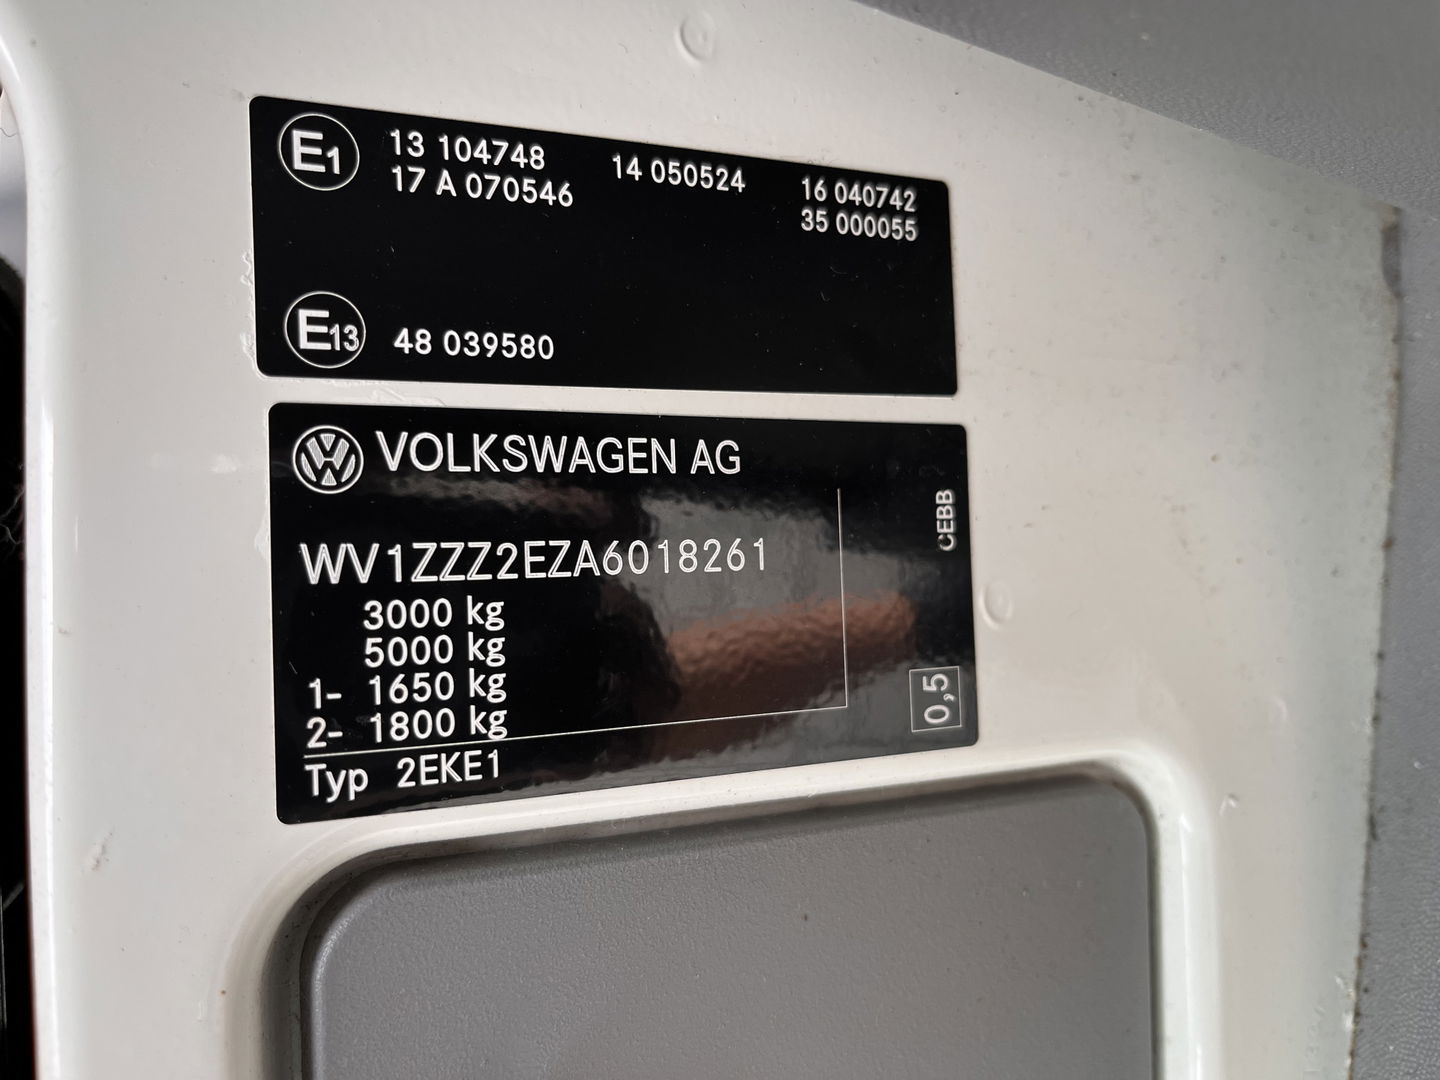 E1 13 104748 14 050524 16 040742
17 A 070546 35 000055
E13 48 039580
VOLKSWAGEN AG
WV1ZZZ2EZA6018261
3000 kg
5000 kg
1- 1650 kg
2- 1800 kg
Typ 2EKE1
CEBB
0,5